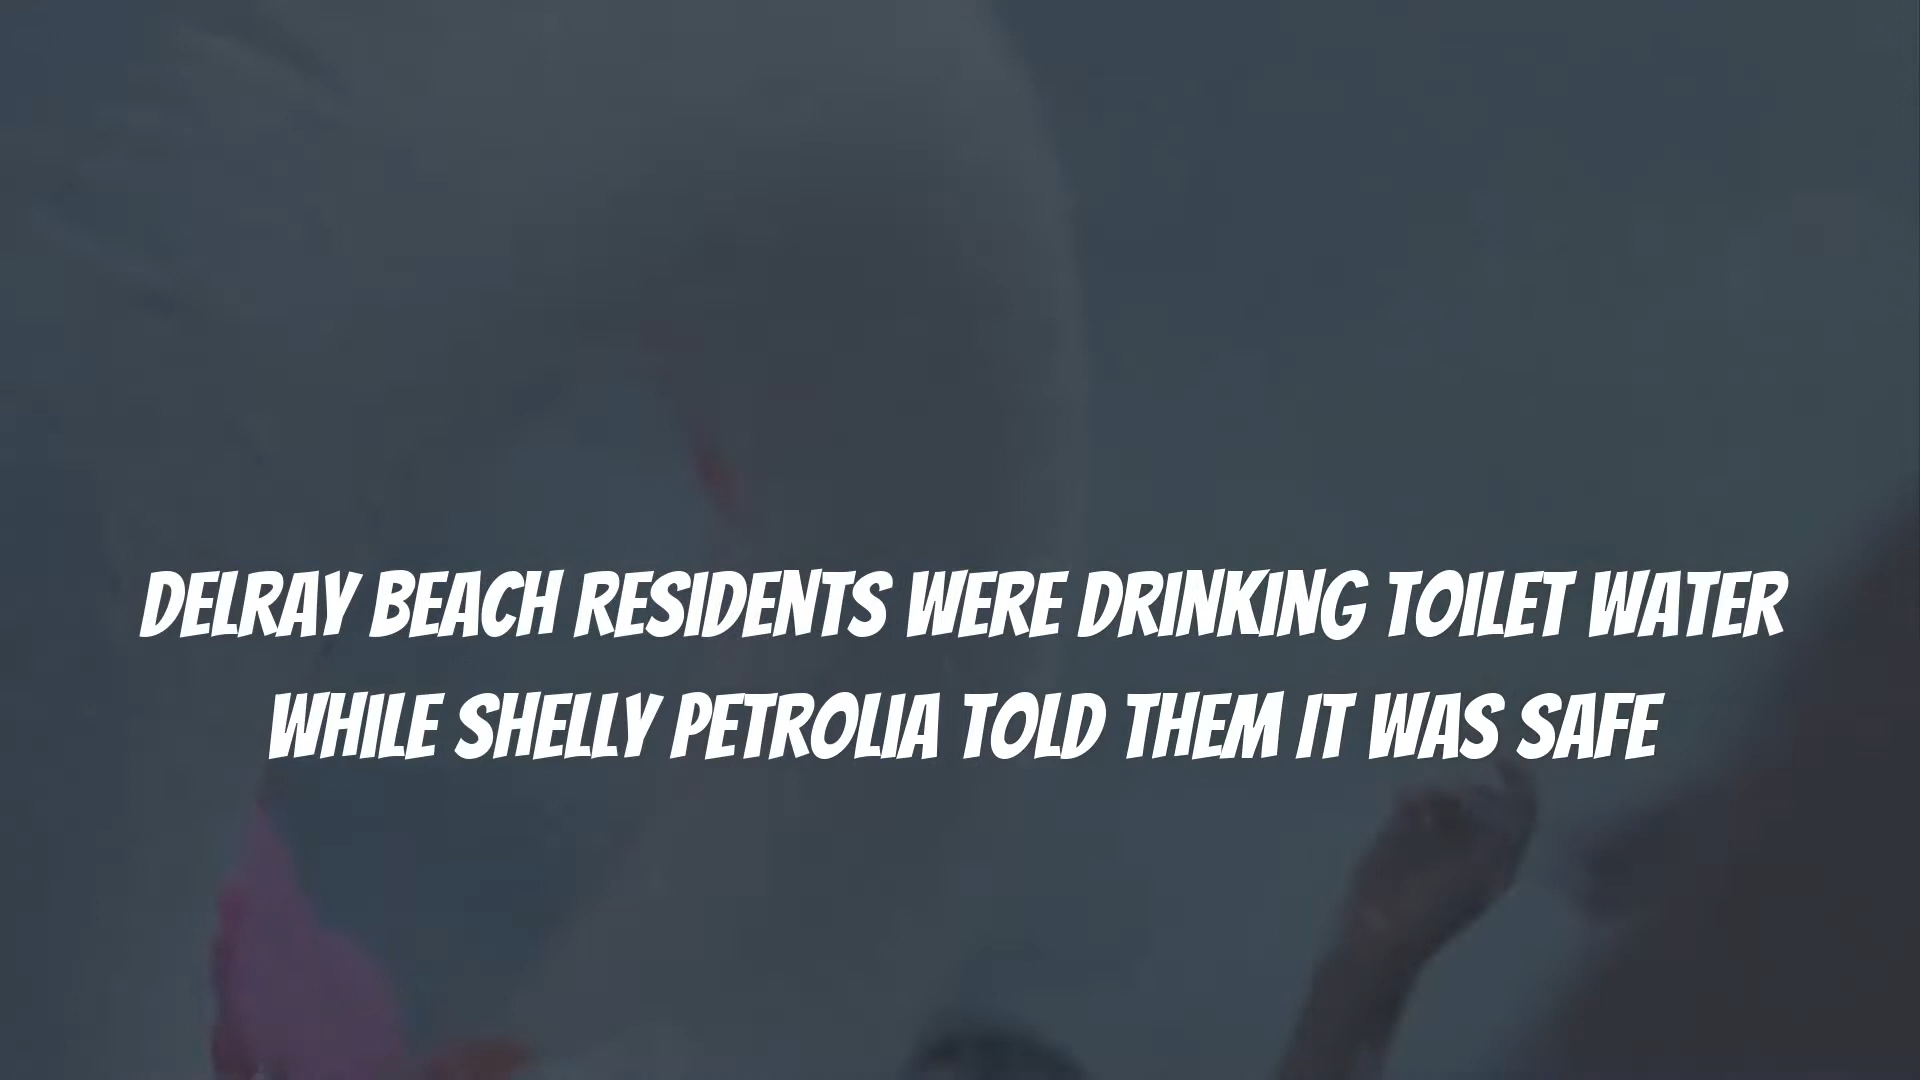 DELRAY BEACH RESIDENTS WERE DRINKING TOILET WATER
WHILE SHELLY PETROLIA TOLD THEM IT WAS SAFE